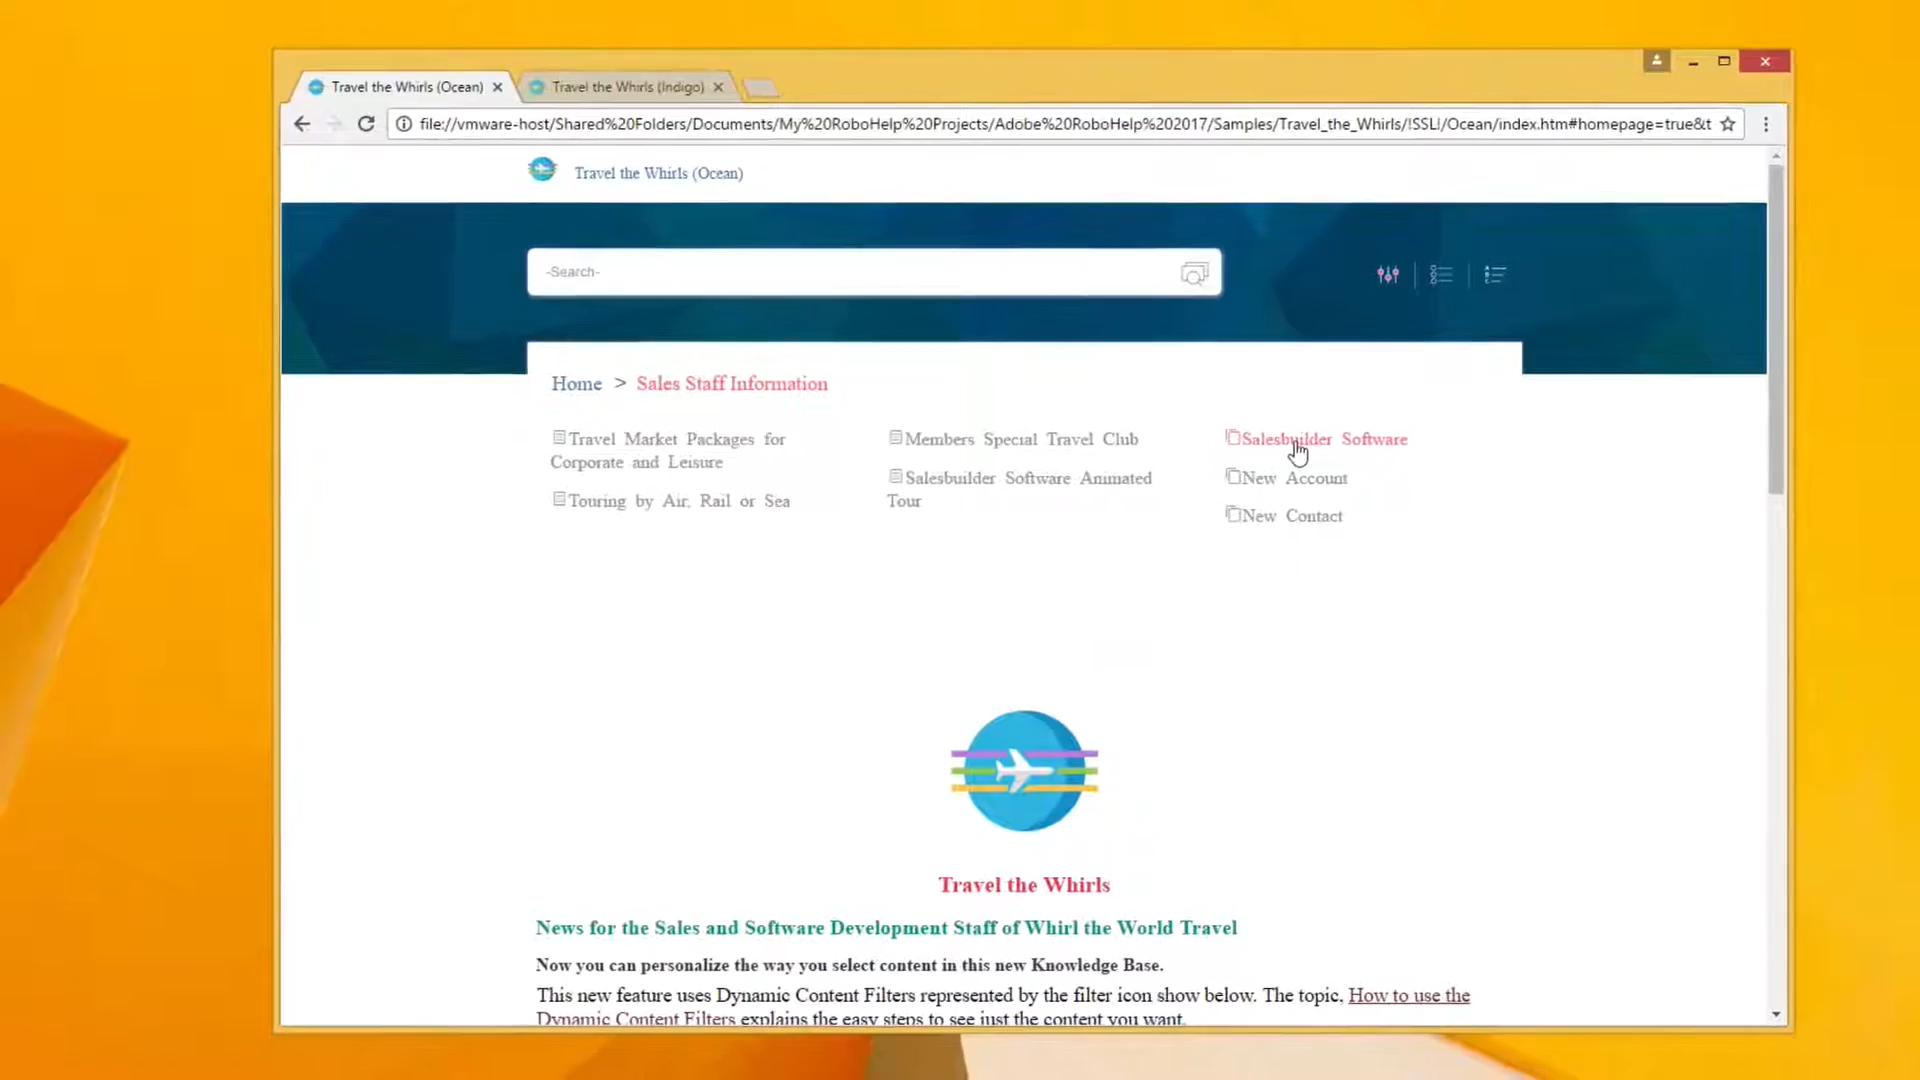 Travel the Whirls (Ocean)
Travel the Whirls (Indigo)
file://vmware-host/Shared%20Folders/Documents/My%20RoboHelp%20Projects/Adobe%20RoboHelp%202017/Samples/Travel_the_Whirls/!SSL!/Ocean/index.htm#homepage=true&t
Travel the Whirls (Ocean)
-Search-
Home > Sales Staff Information
Travel Market Packages for
Corporate and Leisure
Touring by Air, Rail or Sea
Members Special Travel Club
Salesbuilder Software Animated
Tour
Salesbuilder Software
New Account
New Contact
Travel the Whirls
News for the Sales and Software Development Staff of Whirl the World Travel
Now you can personalize the way you select content in this new Knowledge Base.
This new feature uses Dynamic Content Filters represented by the filter icon show below. The topic, How to use the
Dynamic Content Filters explains the easy steps to see just the content you want.